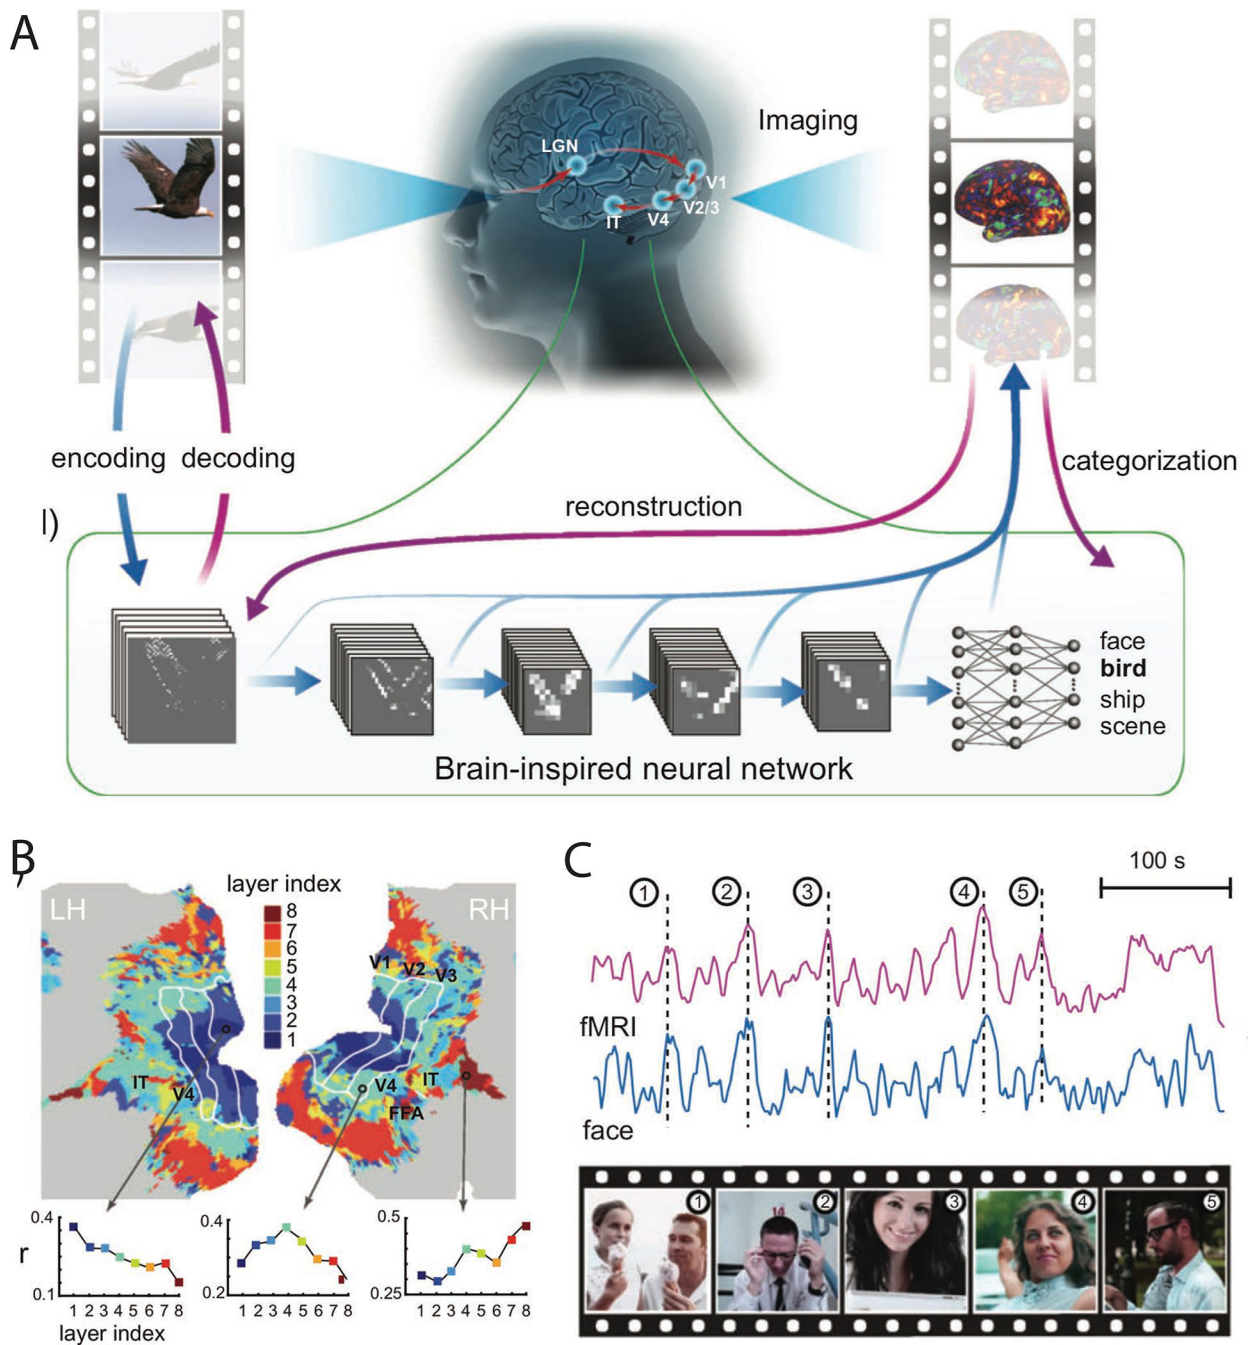 A
Imaging
LGN
V1
V2/3
V4
IT
encoding decoding
categorization
reconstruction
I)
face
bird
ship
scene
Brain-inspired neural network
B
layer index
LH
RH
8
7
6
5
4
3
2
1
V1
V2
V3
IT
V4
V4
IT
FFA
0.4
r
0.1
1 2 3 4 5 6 7 8
layer index
0.4
0.2
1 2 3 4 5 6 7 8
0.5
0.25
1 2 3 4 5 6 7 8
C
100 s
1
2
3
4
5
fMRI
face
1
2
3
4
5